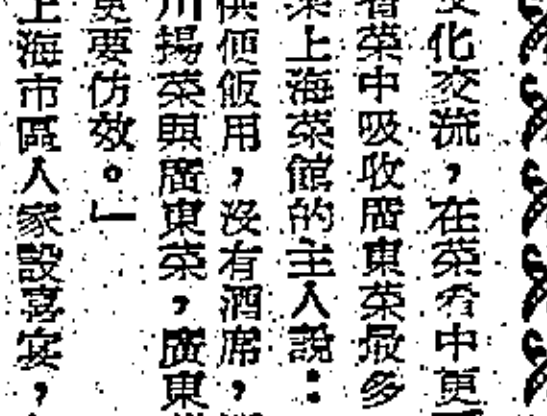 化交流，在菜肴中更
菜中吸收廣東菜最多
上海菜館的主人說：
便飯用，沒有酒席，
川揚菜與廣東菜，廣東
要仿效。」
上海市區人家設喜宴，